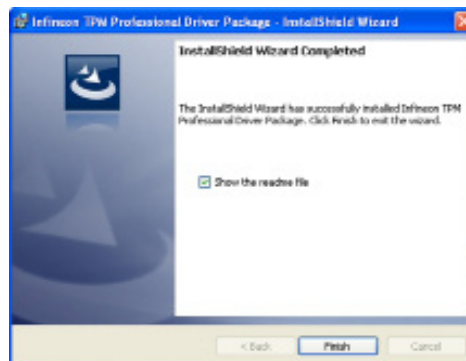 Infineon TPM Professional Driver Package - InstallShield Wizard
InstallShield Wizard Completed
The InstallShield Wizard has successfully installed Infineon TPM
Professional Driver Package. Click Finish to exit the wizard.
Show the readme file
< Back
Finish
Cancel